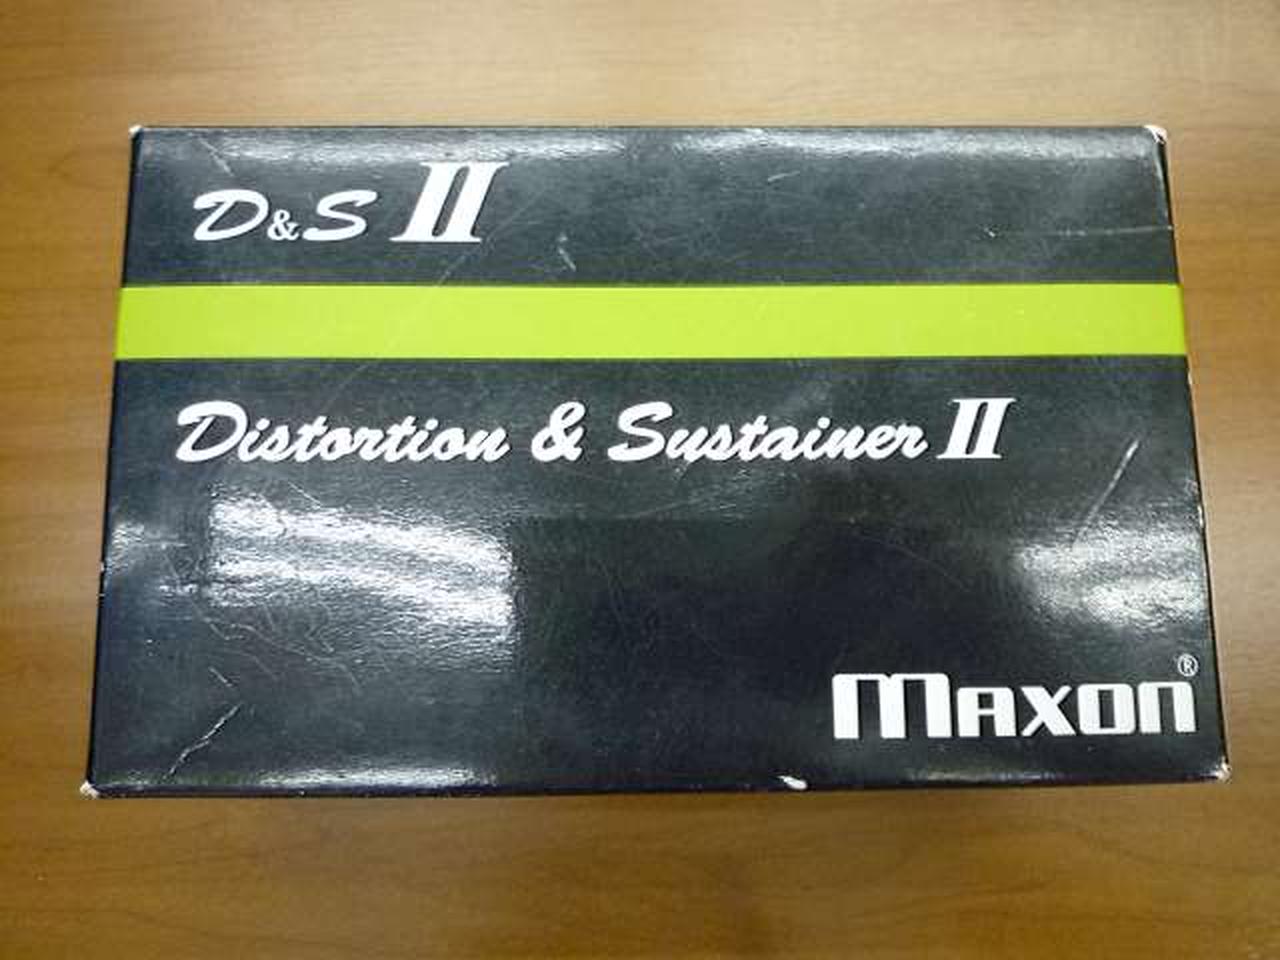 D&S II
Distortion & Sustainer II
maxon®